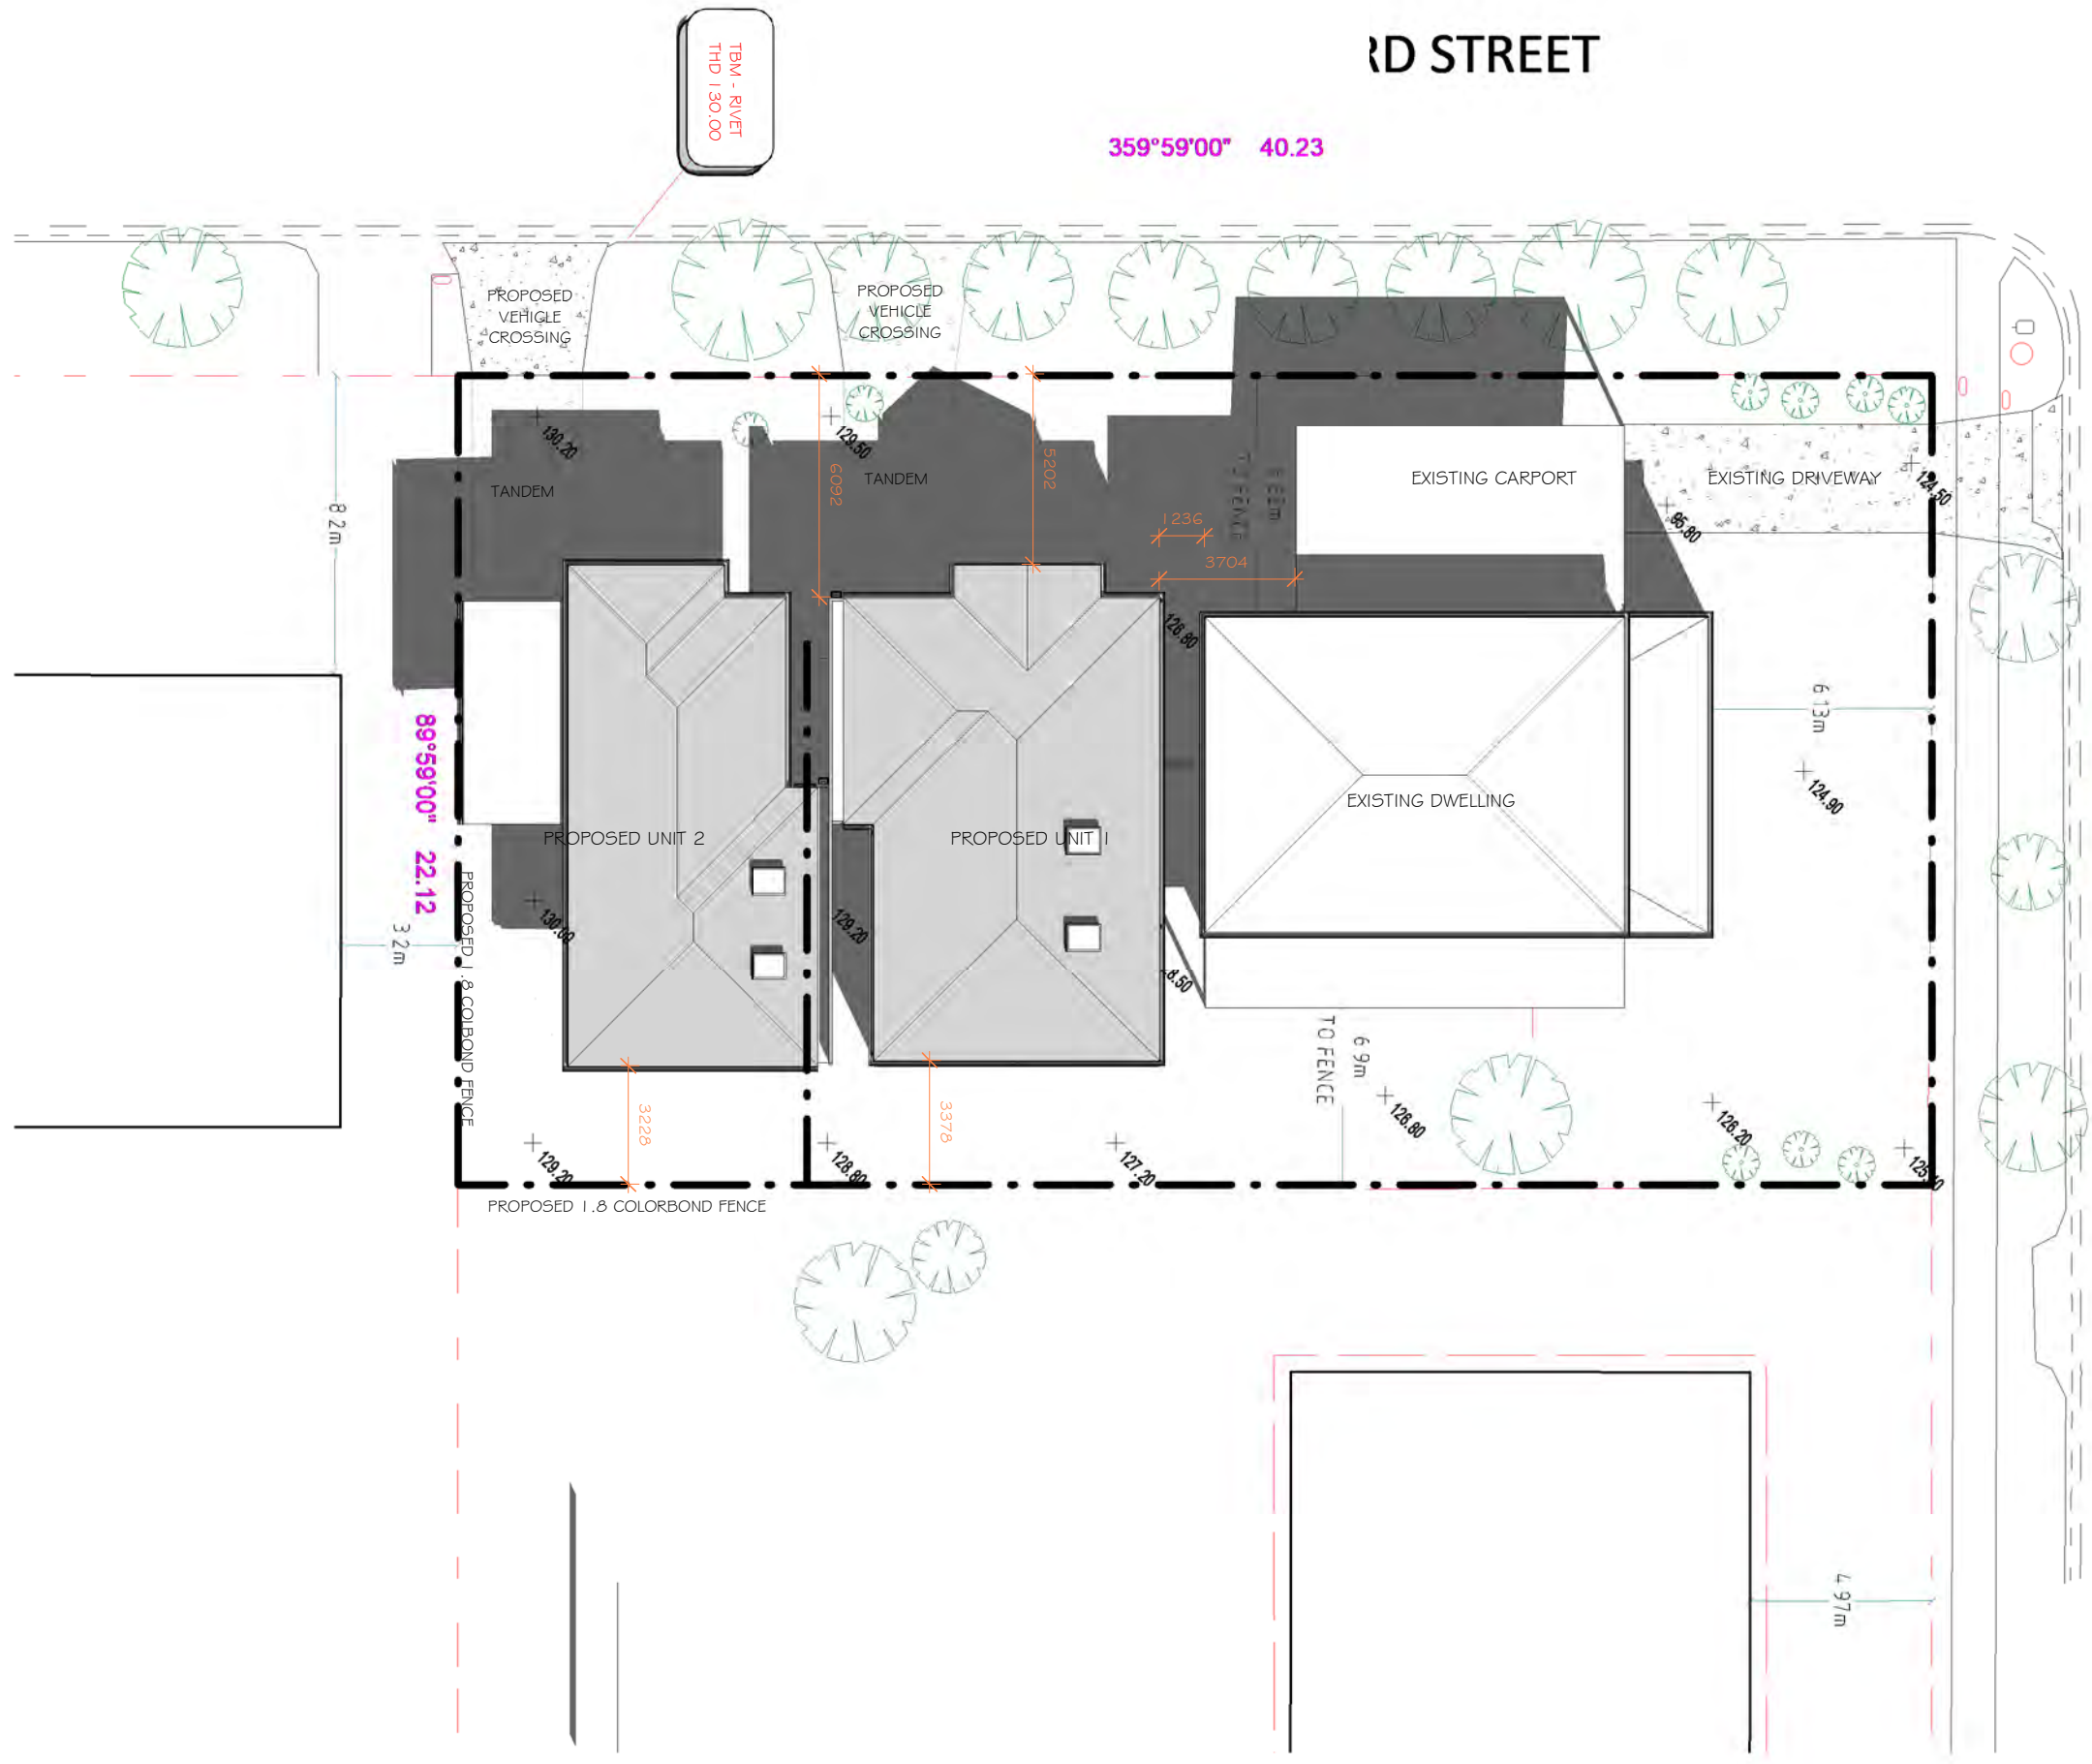 RD STREET
TBM - RIVET
THD 130.00
359°59'00" 40.23
PROPOSED
VEHICLE
CROSSING
PROPOSED
VEHICLE
CROSSING
130.20
129.50
TANDEM
TANDEM
6092
5202
1236
3704
TO FENCE
EXISTING CARPORT
EXISTING DRIVEWAY
124.50
95.80
8.2m
126.80
6.13m
89°59'00" 22.12
EXISTING DWELLING
124.90
PROPOSED UNIT 2
PROPOSED UNIT 1
130.00
129.20
3.2m
PROPOSED 1.8 COLBOND FENCE
8.50
6.9m
TO FENCE
3228
3378
129.20
128.80
127.20
126.80
126.20
PROPOSED 1.8 COLORBOND FENCE
4.97m